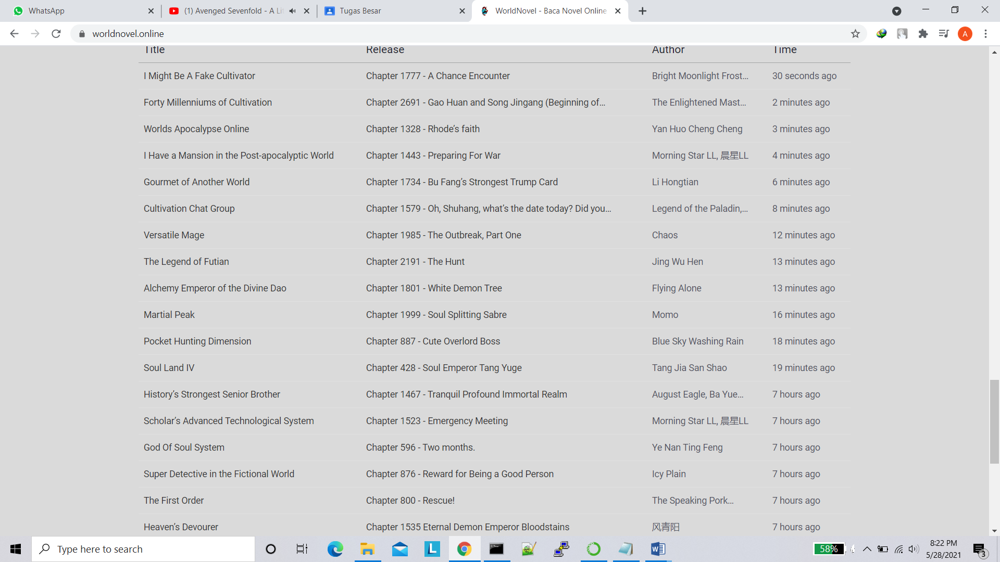 WhatsApp (1) Avenged Sevenfold - A Li Tugas Besar WorldNovel - Baca Novel Online
worldnovel.online A
Title Release Author Time
I Might Be A Fake Cultivator Chapter 1777 - A Chance Encounter Bright Moonlight Frost... 30 seconds ago
Forty Millenniums of Cultivation Chapter 2691 - Gao Huan and Song Jingang (Beginning of... The Enlightened Mast... 2 minutes ago
Worlds Apocalypse Online Chapter 1328 - Rhode’s faith Yan Huo Cheng Cheng 3 minutes ago
I Have a Mansion in the Post-apocalyptic World Chapter 1443 - Preparing For War Morning Star LL, 晨星LL 4 minutes ago
Gourmet of Another World Chapter 1734 - Bu Fang’s Strongest Trump Card Li Hongtian 6 minutes ago
Cultivation Chat Group Chapter 1579 - Oh, Shuhang, what’s the date today? Did you... Legend of the Paladin,... 8 minutes ago
Versatile Mage Chapter 1985 - The Outbreak, Part One Chaos 12 minutes ago
The Legend of Futian Chapter 2191 - The Hunt Jing Wu Hen 13 minutes ago
Alchemy Emperor of the Divine Dao Chapter 1801 - White Demon Tree Flying Alone 13 minutes ago
Martial Peak Chapter 1999 - Soul Splitting Sabre Momo 16 minutes ago
Pocket Hunting Dimension Chapter 887 - Cute Overlord Boss Blue Sky Washing Rain 18 minutes ago
Soul Land IV Chapter 428 - Soul Emperor Tang Yuge Tang Jia San Shao 19 minutes ago
History’s Strongest Senior Brother Chapter 1467 - Tranquil Profound Immortal Realm August Eagle, Ba Yue... 7 hours ago
Scholar’s Advanced Technological System Chapter 1523 - Emergency Meeting Morning Star LL, 晨星LL 7 hours ago
God Of Soul System Chapter 596 - Two months. Ye Nan Ting Feng 7 hours ago
Super Detective in the Fictional World Chapter 876 - Reward for Being a Good Person Icy Plain 7 hours ago
The First Order Chapter 800 - Rescue! The Speaking Pork... 7 hours ago
Heaven’s Devourer Chapter 1535 Eternal Demon Emperor Bloodstains 风青阳 7 hours ago
Type here to search L W 58% 8:22 PM
5/28/2021 3